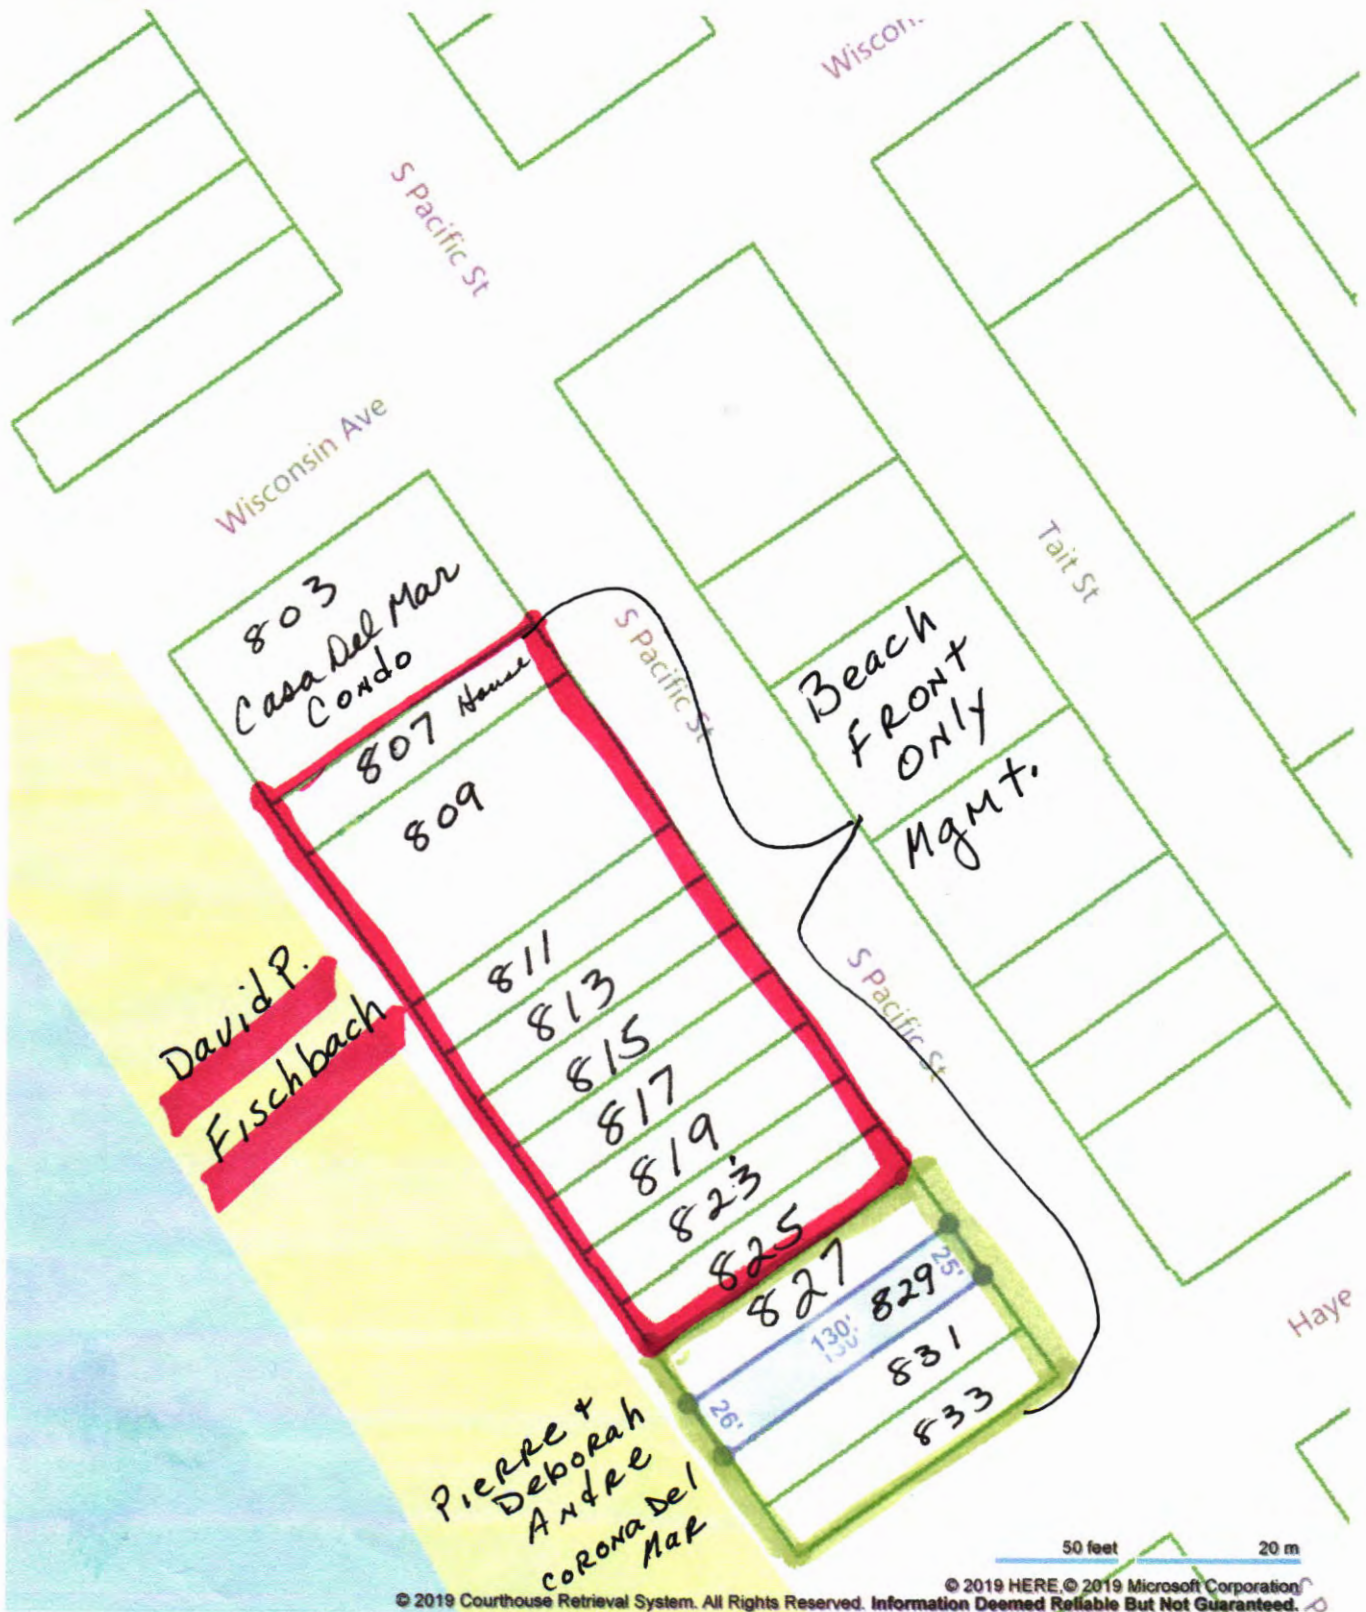 Wiscon
S Pacific St
Wisconsin Ave
Tait St
803
Casa Del Mar
Condo
807 House
809
S Pacific St
Beach
FRONT
ONLY
MgMt.
811
813
815
817
819
823
825
S Pacific St
David P.
Fischbach
827
829
25'
130'
26'
831
833
Haye
PIERRE +
DEBORAH
ANDRE
CORONA Del
MAR
50 feet
20 m
© 2019 HERE,© 2019 Microsoft Corporation
© 2019 Courthouse Retrieval System. All Rights Reserved. Information Deemed Reliable But Not Guaranteed.